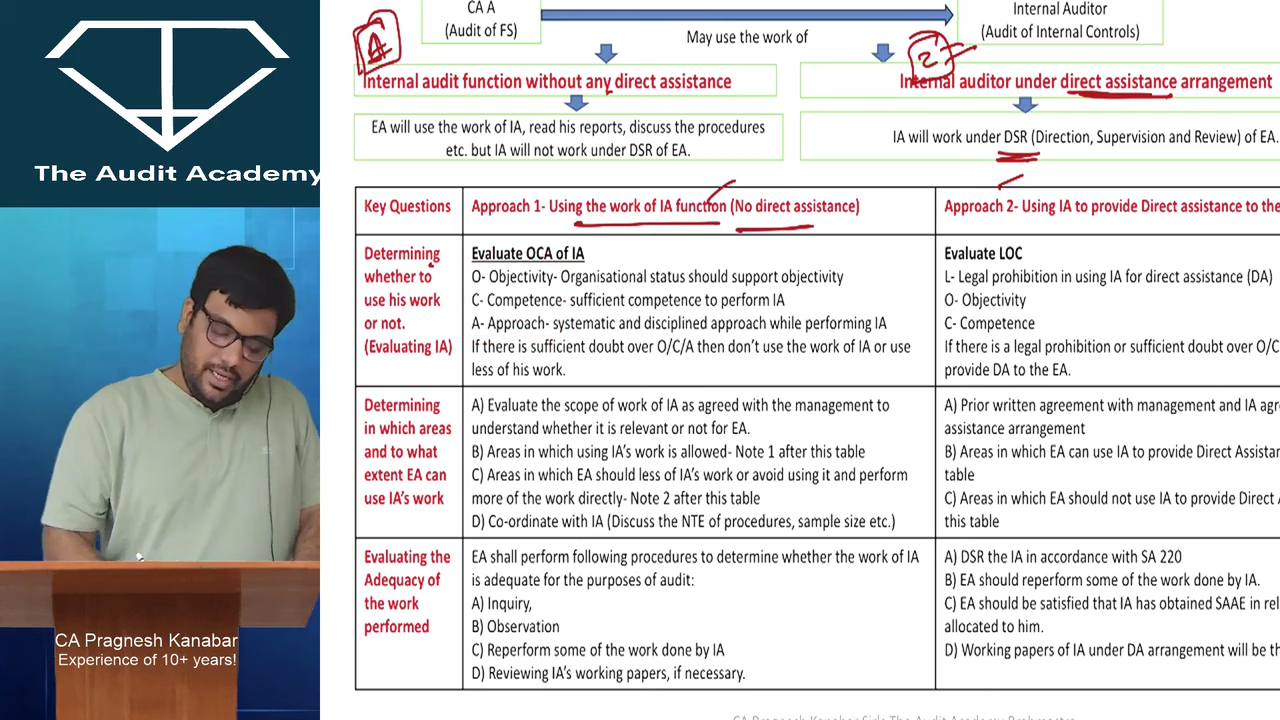 The Audit Academy
CA Pragnesh Kanabar
Experience of 10+ years!
CA A
(Audit of FS)
Internal Auditor
(Audit of Internal Controls)
May use the work of
1
2
Internal audit function without any direct assistance
Internal auditor under direct assistance arrangement
EA will use the work of IA, read his reports, discuss the procedures
etc. but IA will not work under DSR of EA.
IA will work under DSR (Direction, Supervision and Review) of EA.
Key Questions
Approach 1- Using the work of IA function (No direct assistance)
Approach 2- Using IA to provide Direct assistance to the
Determining
whether to
use his work
or not.
(Evaluating IA)
Evaluate OCA of IA
O- Objectivity- Organisational status should support objectivity
C- Competence- sufficient competence to perform IA
A- Approach- systematic and disciplined approach while performing IA
If there is sufficient doubt over O/C/A then don't use the work of IA or use
less of his work.
Evaluate LOC
L- Legal prohibition in using IA for direct assistance (DA)
O- Objectivity
C- Competence
If there is a legal prohibition or sufficient doubt over O/C
provide DA to the EA.
Determining
in which areas
and to what
extent EA can
use IA's work
A) Evaluate the scope of work of IA as agreed with the management to
understand whether it is relevant or not for EA.
B) Areas in which using IA's work is allowed- Note 1 after this table
C) Areas in which EA should less of IA's work or avoid using it and perform
more of the work directly- Note 2 after this table
D) Co-ordinate with IA (Discuss the NTE of procedures, sample size etc.)
A) Prior written agreement with management and IA agre
assistance arrangement
B) Areas in which EA can use IA to provide Direct Assistan
table
C) Areas in which EA should not use IA to provide Direct A
this table
Evaluating the
Adequacy of
the work
performed
EA shall perform following procedures to determine whether the work of IA
is adequate for the purposes of audit:
A) Inquiry,
B) Observation
C) Reperform some of the work done by IA
D) Reviewing IA's working papers, if necessary.
A) DSR the IA in accordance with SA 220
B) EA should reperform some of the work done by IA.
C) EA should be satisfied that IA has obtained SAAE in rel
allocated to him.
D) Working papers of IA under DA arrangement will be th